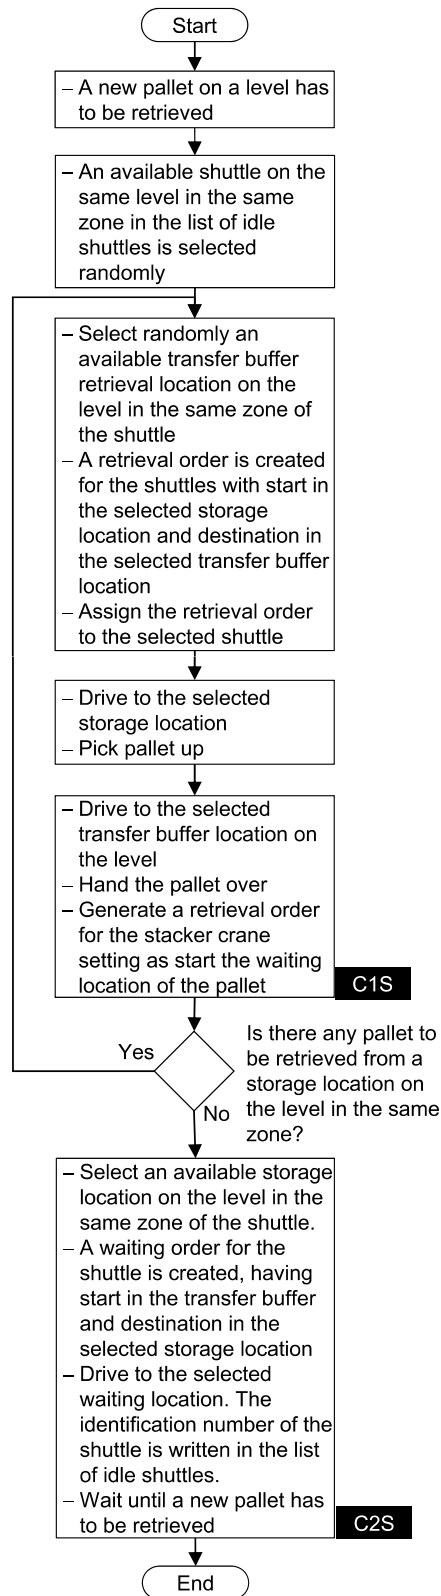 Start
– A new pallet on a level has
to be retrieved
– An available shuttle on the
same level in the same
zone in the list of idle
shuttles is selected
randomly
– Select randomly an
available transfer buffer
retrieval location on the
level in the same zone of
the shuttle
– A retrieval order is created
for the shuttles with start in
the selected storage
location and destination in
the selected transfer buffer
location
– Assign the retrieval order
to the selected shuttle
– Drive to the selected
storage location
– Pick pallet up
– Drive to the selected
transfer buffer location on
the level
– Hand the pallet over
– Generate a retrieval order
for the stacker crane
setting as start the waiting
location of the pallet
C1S
Yes
Is there any pallet to
be retrieved from a
storage location on
the level in the same
zone?
No
– Select an available storage
location on the level in the
same zone of the shuttle.
– A waiting order for the
shuttle is created, having
start in the transfer buffer
and destination in the
selected storage location
– Drive to the selected
waiting location. The
identification number of the
shuttle is written in the list
of idle shuttles.
– Wait until a new pallet has
to be retrieved
C2S
End